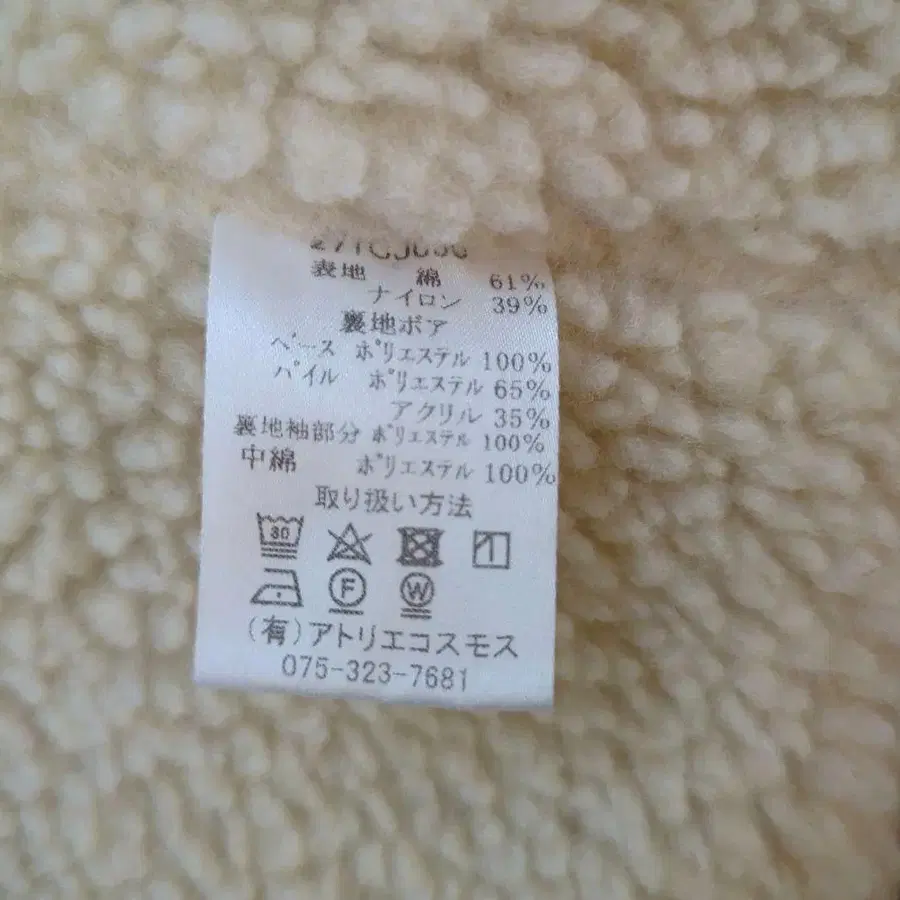 表地 綿 61%
ナイロン 39%
裏地ボア
ベース ポリエステル 100%
パイル ポリエステル 65%
アクリル 35%
裏地袖部分 ポリエステル 100%
中綿 ポリエステル 100%
取り扱い方法
30
F W
(有)アトリエコスモス
075-323-7681